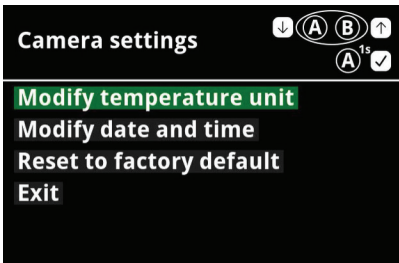 Camera settings
A B
A 1s
Modify temperature unit
Modify date and time
Reset to factory default
Exit